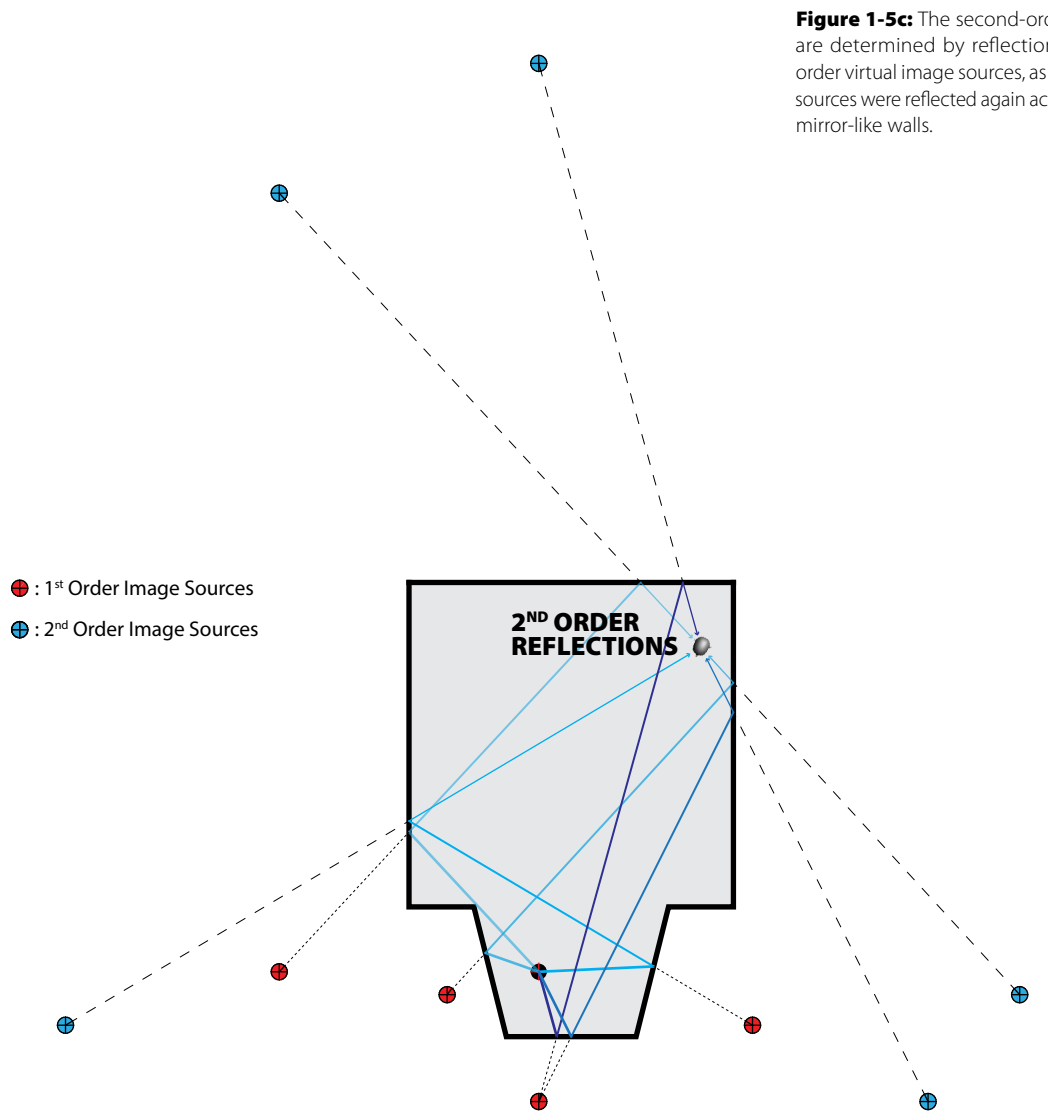 Figure 1-5c: The second-ord
are determined by reflection
order virtual image sources, as
sources were reflected again ac
mirror-like walls.
: 1st Order Image Sources
: 2nd Order Image Sources
2ND ORDER
REFLECTIONS